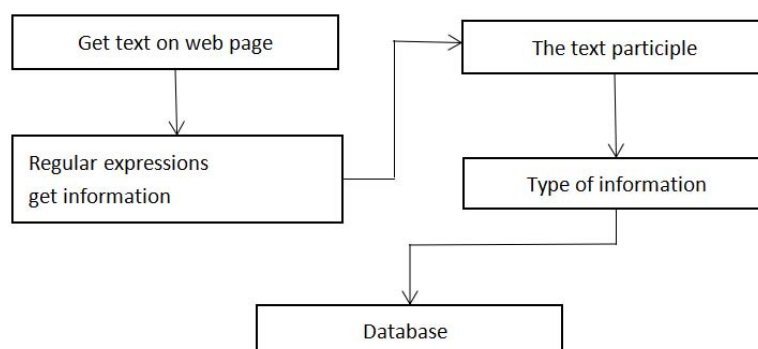 Get text on web page
Regular expressions
get information
The text participle
Type of information
Database